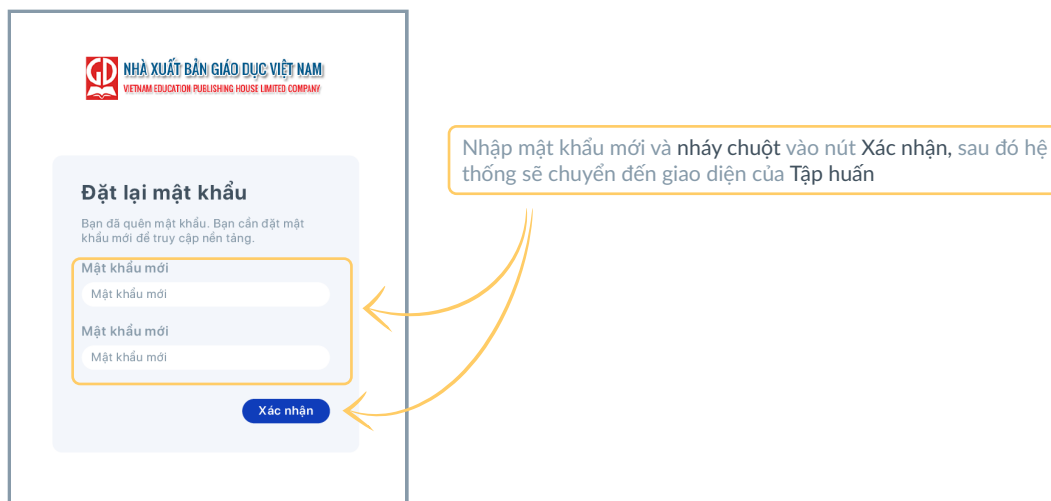 GD NHÀ XUẤT BẢN GIÁO DỤC VIỆT NAM
VIETNAM EDUCATION PUBLISHING HOUSE LIMITED COMPANY
Nhập mật khẩu mới và nháy chuột vào nút Xác nhận, sau đó hệ
thống sẽ chuyển đến giao diện của Tập huấn
Đặt lại mật khẩu
Bạn đã quên mật khẩu. Bạn cần đặt mật
khẩu mới để truy cập nền tảng.
Mật khẩu mới
Mật khẩu mới
Mật khẩu mới
Mật khẩu mới
Xác nhận